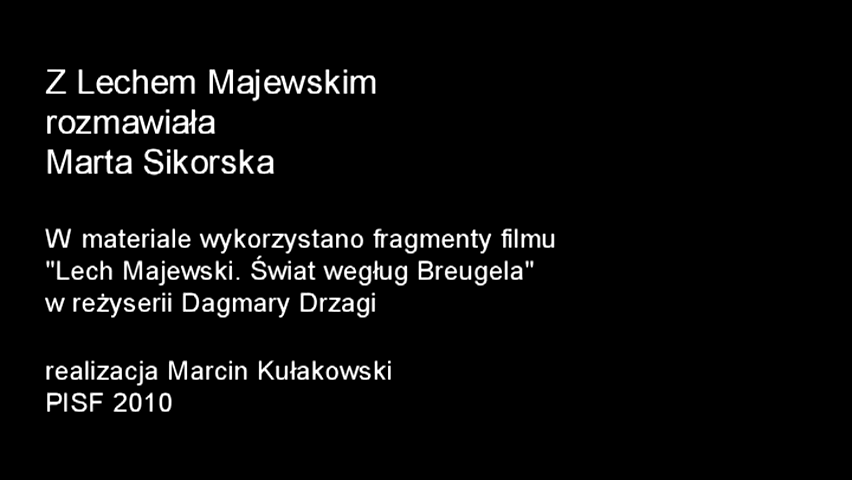 Z Lechem Majewskim
rozmawiała
Marta Sikorska
W materiale wykorzystano fragmenty filmu
"Lech Majewski. Świat wegług Breugela"
w reżyserii Dagmary Drzagi
realizacja Marcin Kułakowski
PISF 2010